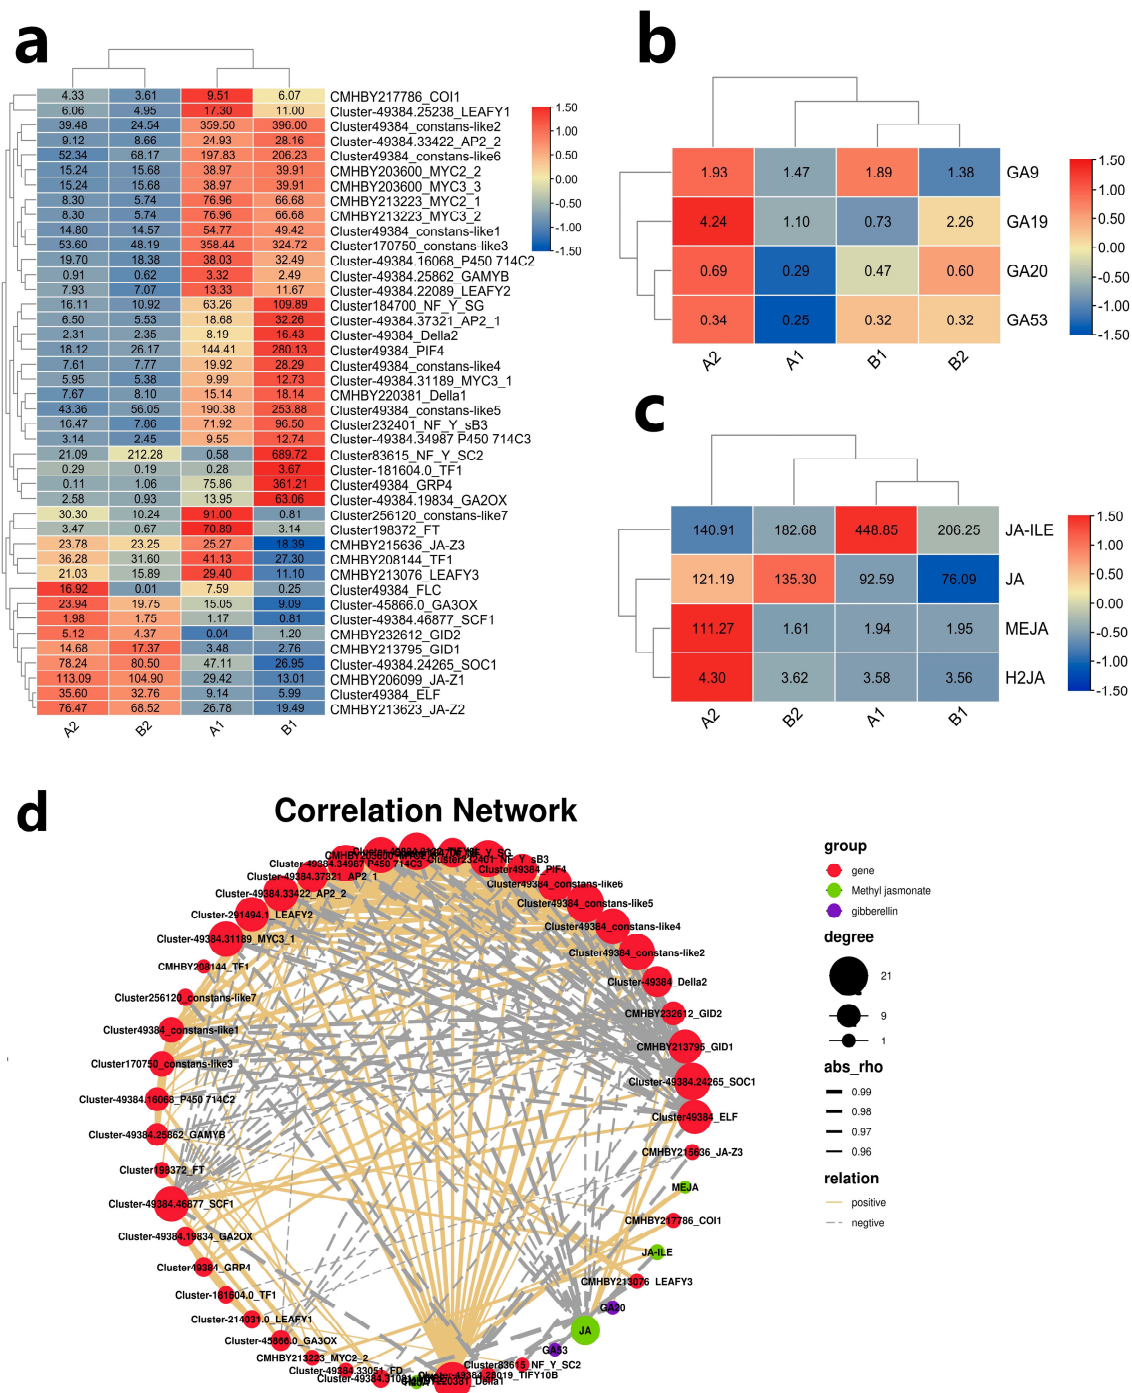 a
4.33 3.61 9.51 6.07 CMHBY217786_COI1
6.06 4.95 17.30 11.00 Cluster-49384.25238_LEAFY1
39.48 24.54 359.50 396.00 Cluster49384_constans-like2
9.12 8.66 24.93 28.16 Cluster-49384.33422_AP2_2
52.34 68.17 197.83 206.23 Cluster49384_constans-like6
15.24 15.68 38.97 39.91 CMHBY203600_MYC2_2
15.24 15.68 38.97 39.91 CMHBY203600_MYC3_3
8.30 5.74 76.96 66.68 CMHBY213223_MYC2_1
8.30 5.74 76.96 66.68 CMHBY213223_MYC3_2
14.80 14.57 54.77 49.42 Cluster49384_constans-like1
53.60 48.19 358.44 324.72 Cluster170750_constans-like3
19.70 18.38 38.03 32.49 Cluster-49384.16068_P450 714C2
0.91 0.62 3.32 2.49 Cluster-49384.25862_GAMYB
7.93 7.07 13.33 11.67 Cluster-49384.22089_LEAFY2
16.11 10.92 63.26 109.89 Cluster184700_NF_Y_SG
6.50 5.53 18.68 32.26 Cluster-49384.37321_AP2_1
2.31 2.35 8.19 16.43 Cluster-49384_Della2
18.12 26.17 144.41 280.13 Cluster49384_PIF4
7.61 7.77 19.92 28.29 Cluster49384_constans-like4
5.95 5.38 9.99 12.73 Cluster-49384.31189_MYC3_1
7.67 8.10 15.14 18.14 CMHBY220381_Della1
43.36 56.05 190.38 253.88 Cluster49384_constans-like5
16.47 7.86 71.92 96.50 Cluster232401_NF_Y_sB3
3.14 2.45 9.55 12.74 Cluster-49384.34987 P450 714C3
21.09 212.28 0.58 689.72 Cluster83615_NF_Y_SC2
0.29 0.19 0.28 3.67 Cluster-181604.0_TF1
0.11 1.06 75.86 361.21 Cluster49384_GRP4
2.58 0.93 13.95 63.06 Cluster-49384.19834_GA2OX
30.30 10.24 91.00 0.81 Cluster256120_constans-like7
3.47 0.67 70.89 3.14 Cluster198372_FT
23.78 23.25 25.27 18.39 CMHBY215636_JA-Z3
36.28 31.60 41.13 27.30 CMHBY208144_TF1
21.03 15.89 29.40 11.10 CMHBY213076_LEAFY3
16.92 0.01 7.59 0.25 Cluster49384_FLC
23.94 19.75 15.05 9.09 Cluster-45866.0_GA3OX
1.98 1.75 1.17 0.81 Cluster-49384.46877_SCF1
5.12 4.37 0.04 1.20 CMHBY232612_GID2
14.68 17.37 3.48 2.76 CMHBY213795_GID1
78.24 80.50 47.11 26.95 Cluster-49384.24265_SOC1
113.09 104.90 29.42 13.01 CMHBY206099_JA-Z1
35.60 32.76 9.14 5.99 Cluster49384_ELF
76.47 68.52 26.78 19.49 CMHBY213623_JA-Z2
A2 B2 A1 B1
1.50
1.00
0.50
0.00
-0.50
-1.00
-1.50
b
1.93 1.47 1.89 1.38 GA9
4.24 1.10 0.73 2.26 GA19
0.69 0.29 0.47 0.60 GA20
0.34 0.25 0.32 0.32 GA53
A2 A1 B1 B2
1.50
1.00
0.50
0.00
-0.50
-1.00
-1.50
c
140.91 182.68 448.85 206.25 JA-ILE
121.19 135.30 92.59 76.09 JA
111.27 1.61 1.94 1.95 MEJA
4.30 3.62 3.58 3.56 H2JA
A2 B2 A1 B1
1.50
1.00
0.50
0.00
-0.50
-1.00
-1.50
d
Correlation Network
Cluster232401_NF_Y_sB3
Cluster-49384.34987 P450 714C3
Cluster49384_PIF4
Cluster-49384.37321_AP2_1
Cluster49384_constans-like6
Cluster-49384.33422_AP2_2
Cluster49384_constans-like5
Cluster-291494.1_LEAFY2
Cluster49384_constans-like4
Cluster-49384.31189_MYC3_1
Cluster49384_constans-like2
CMHBY208144_TF1
Cluster-49384_Della2
Cluster256120_constans-like7
CMHBY232612_GID2
Cluster49384_constans-like1
CMHBY213795_GID1
Cluster170750_constans-like3
Cluster-49384.24265_SOC1
Cluster-49384.16068_P450 714C2
Cluster49384_ELF
Cluster-49384.25862_GAMYB
CMHBY215636_JA-Z3
Cluster198372_FT
MEJA
Cluster-49384.46877_SCF1
CMHBY217786_COI1
Cluster-49384.19834_GA2OX
JA-ILE
Cluster49384_GRP4
CMHBY213076_LEAFY3
Cluster-181604.0_TF1
GA20
Cluster-214031.0_LEAFY1
JA
Cluster-45866.0_GA3OX
GA53
CMHBY213223_MYC2_2
Cluster83615_NF_Y_SC2
Cluster-49384.33051_FD
group
gene
Methyl jasmonate
gibberellin
degree
21
9
1
abs_rho
0.99
0.98
0.97
0.96
relation
positive
negtive